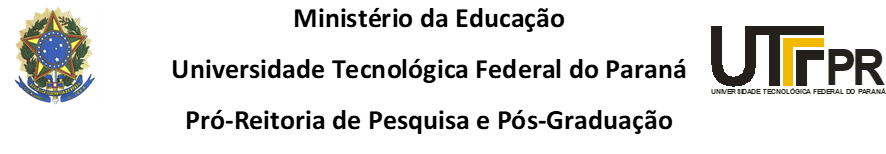 Ministério da Educação
Universidade Tecnológica Federal do Paraná
Pró-Reitoria de Pesquisa e Pós-Graduação
UTFPR
UNIVERSIDADE TECNOLÓGICA FEDERAL DO PARANÁ